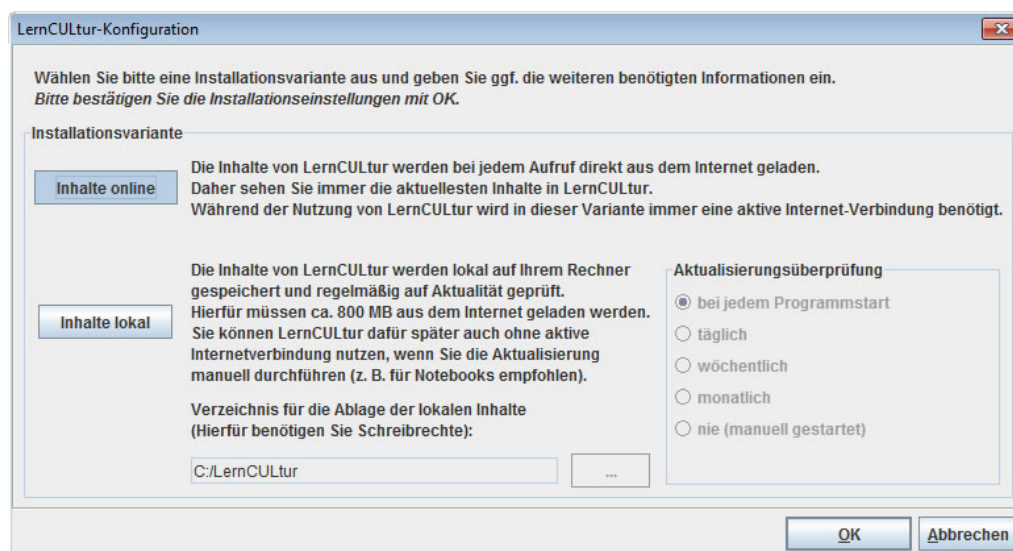 LernCULtur-Konfiguration
Wählen Sie bitte eine Installationsvariante aus und geben Sie ggf. die weiteren benötigten Informationen ein.
Bitte bestätigen Sie die Installationseinstellungen mit OK.
Installationsvariante
Inhalte online
Die Inhalte von LernCULtur werden bei jedem Aufruf direkt aus dem Internet geladen.
Daher sehen Sie immer die aktuellesten Inhalte in LernCULtur.
Während der Nutzung von LernCULtur wird in dieser Variante immer eine aktive Internet-Verbindung benötigt.
Inhalte lokal
Die Inhalte von LernCULtur werden lokal auf Ihrem Rechner
gespeichert und regelmäßig auf Aktualität geprüft.
Hierfür müssen ca. 800 MB aus dem Internet geladen werden.
Sie können LernCULtur dafür später auch ohne aktive
Internetverbindung nutzen, wenn Sie die Aktualisierung
manuell durchführen (z. B. für Notebooks empfohlen).
Verzeichnis für die Ablage der lokalen Inhalte
(Hierfür benötigen Sie Schreibrechte):
C:/LernCULtur
...
Aktualisierungsüberprüfung
bei jedem Programmstart
täglich
wöchentlich
monatlich
nie (manuell gestartet)
OK
Abbrechen